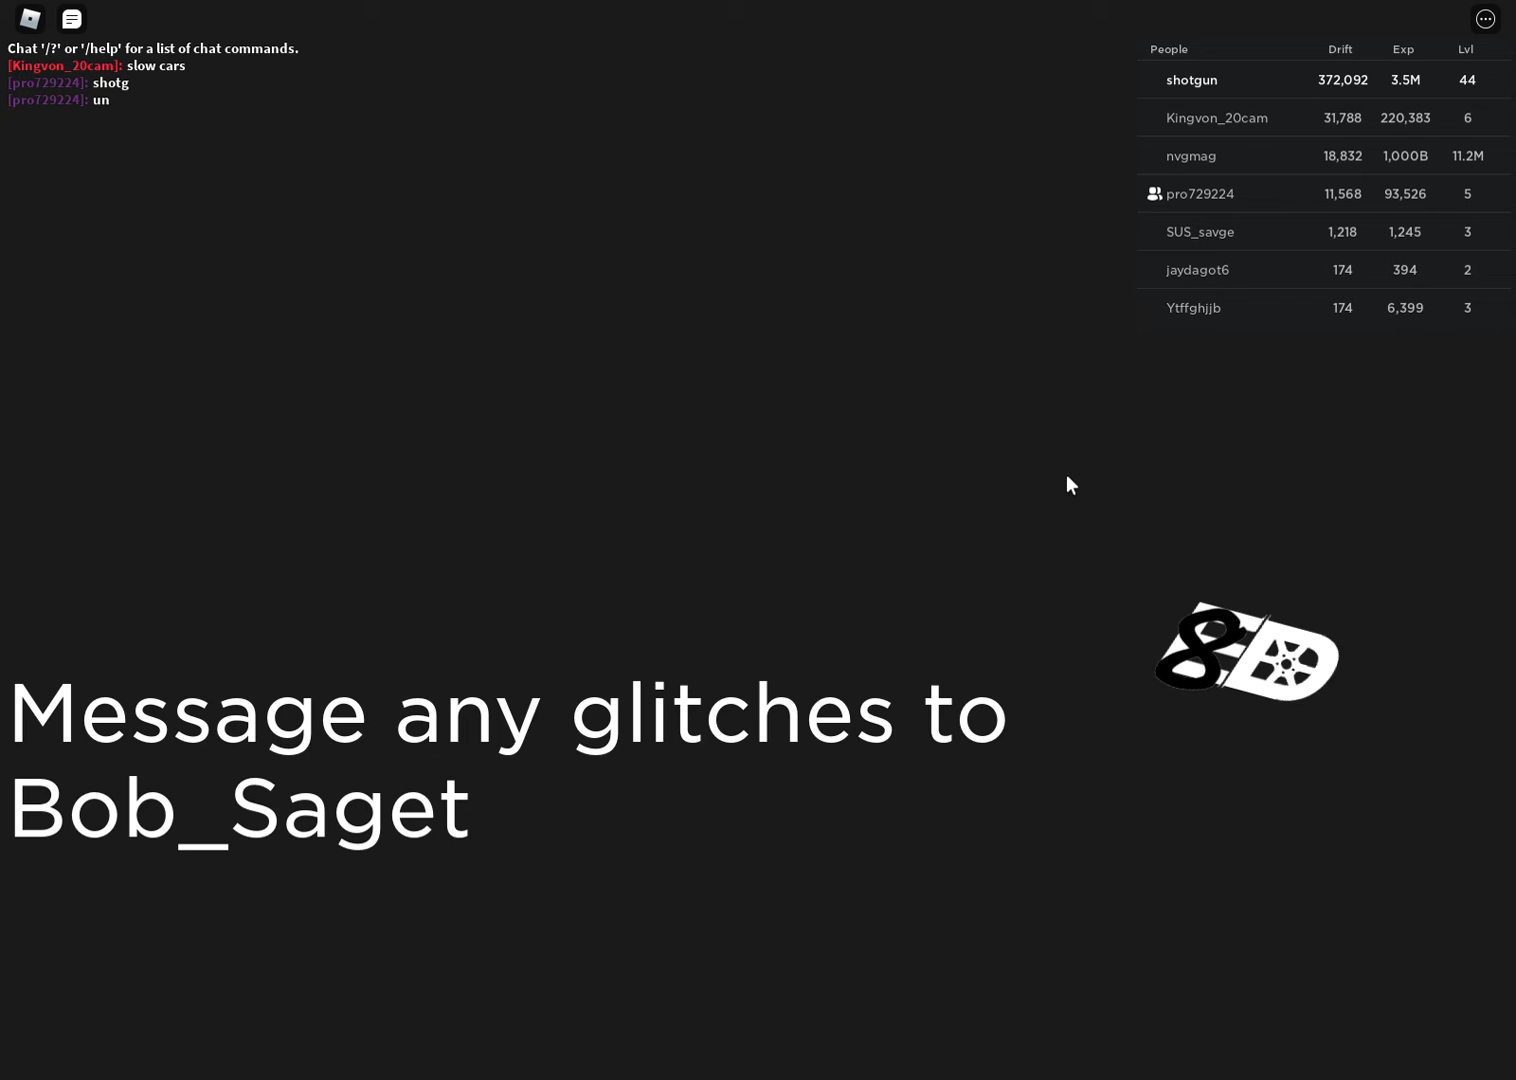 Chat '/?' or '/help' for a list of chat commands.
[Kingvon_20cam]: slow cars
[pro729224]: shotg
[pro729224]: un
People Drift Exp Lvl
shotgun 372,092 3.5M 44
Kingvon_20cam 31,788 220,383 6
nvgmag 18,832 1,000B 11.2M
pro729224 11,568 93,526 5
SUS_savge 1,218 1,245 3
jaydagot6 174 394 2
Ytffghjjb 174 6,399 3
8D
Message any glitches to
Bob_Saget